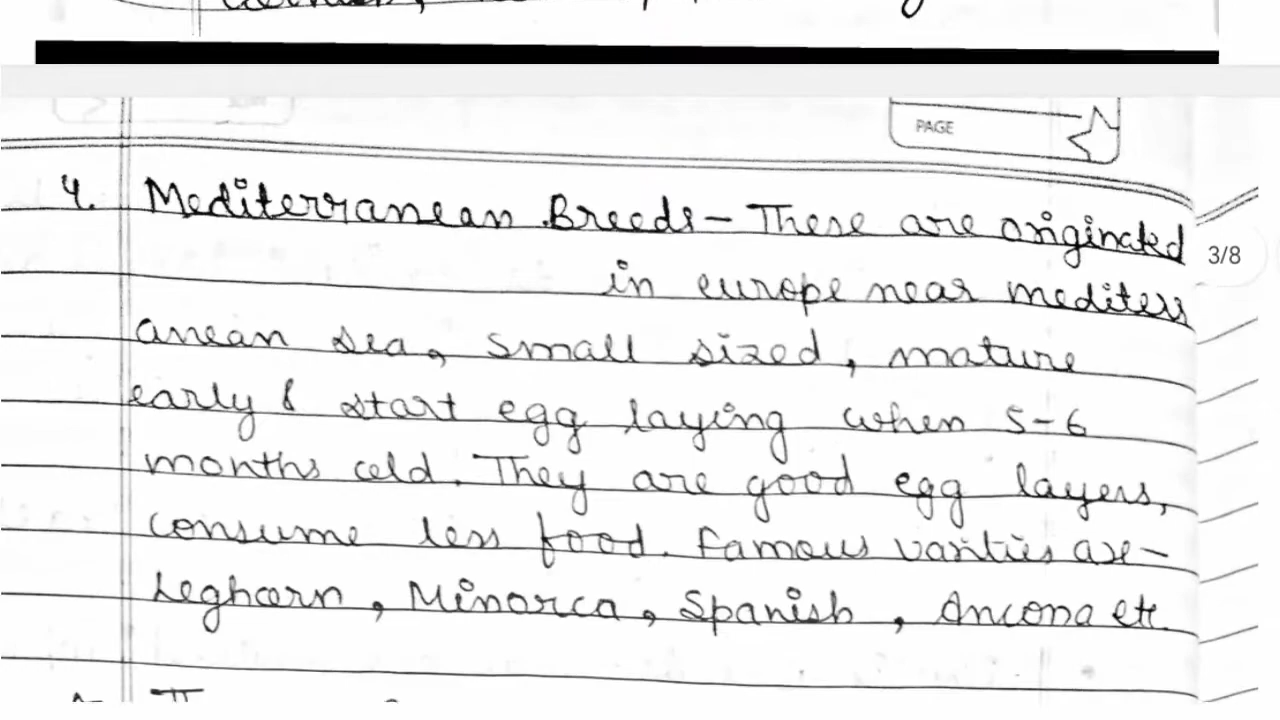 PAGE
4. Mediterranean Breeds - These are originated
3/8
in europe near mediterr
anean sea, small sized, mature
early & start egg laying when 5-6
months old. They are good egg layers,
consume less food. Famous varities are-
Leghorn, Minorca, Spanish, Ancona etc.